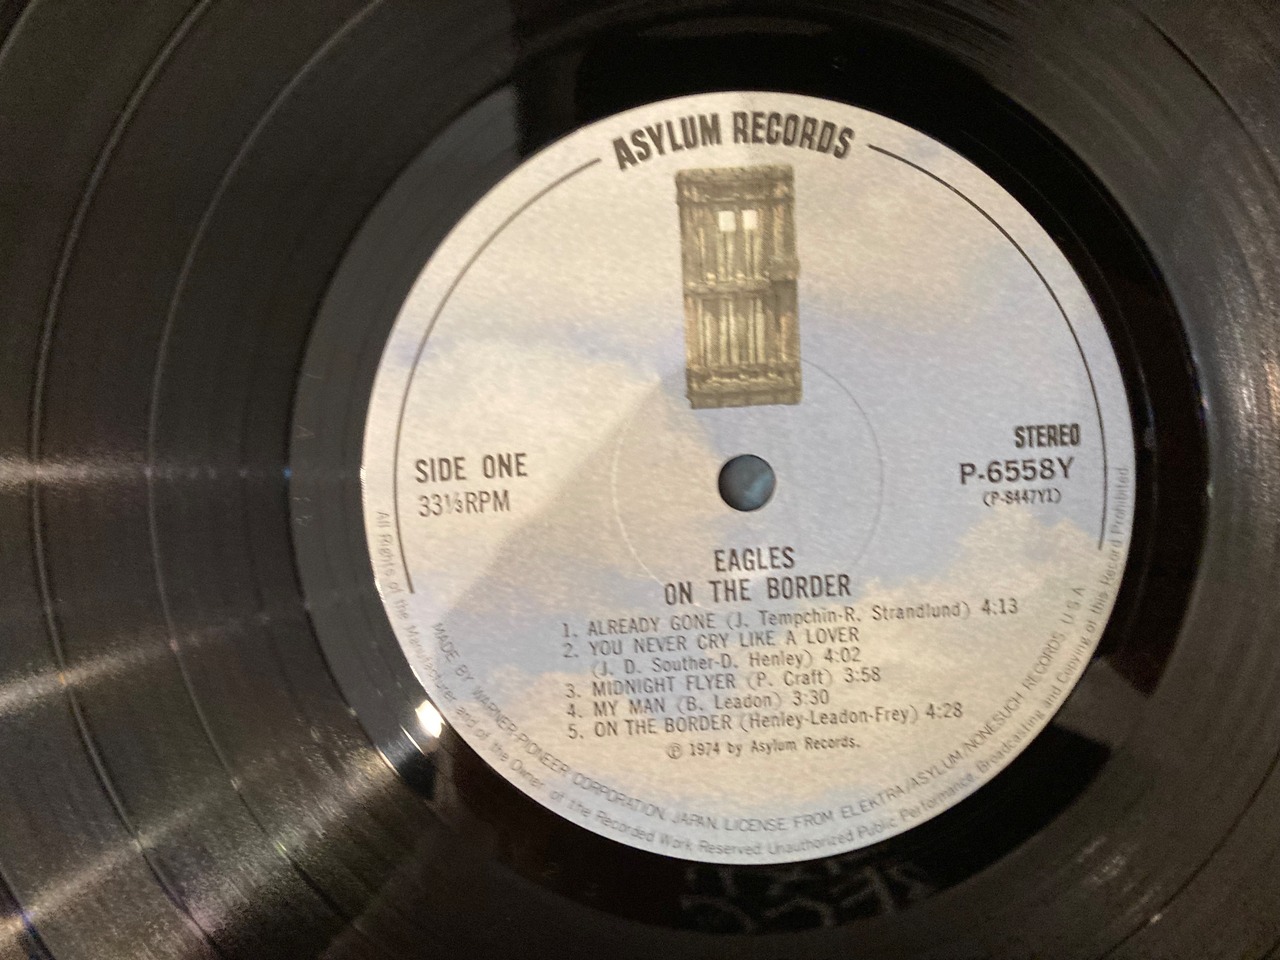 ASYLUM RECORDS
STEREO
SIDE ONE
P-6558Y
33⅓RPM
(P-8447Y1)
EAGLES
ON THE BORDER
1. ALREADY GONE (J. Tempchin-R. Strandlund) 4:13
2. YOU NEVER CRY LIKE A LOVER
(J. D. Souther-D. Henley) 4:02
3. MIDNIGHT FLYER (P. Craft) 3:58
4. MY MAN (B. Leadon) 3:30
5. ON THE BORDER (Henley-Leadon-Frey) 4:28
Ⓟ 1974 by Asylum Records.
MADE BY WARNER-PIONEER CORPORATION, JAPAN. LICENSE FROM ELEKTRA/ASYLUM/NONESUCH RECORDS, U.S.A.
All Rights of the Manufacturer and of the Owner of the Recorded Work Reserved. Unauthorized Public Performance, Broadcasting and Copying of this Record Prohibited.